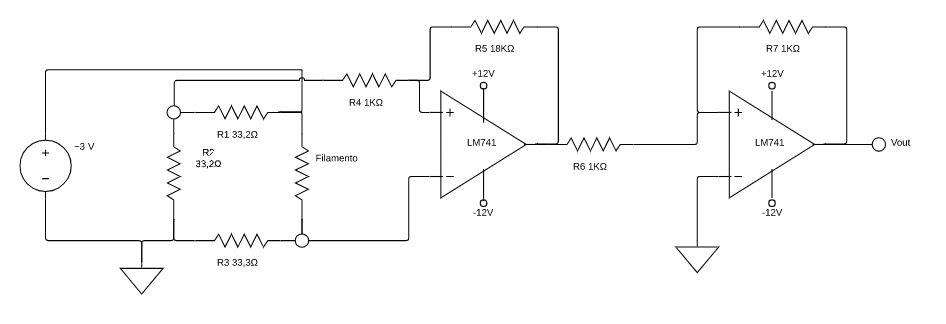 R5 18KΩ
R7 1KΩ
+12V
+12V
R4 1KΩ
+
+
R1 33,2Ω
LM741
LM741
Vout
−3 V
+
−
R2
33,2Ω
Filamento
R6 1KΩ
−
−
-12V
-12V
R3 33,3Ω